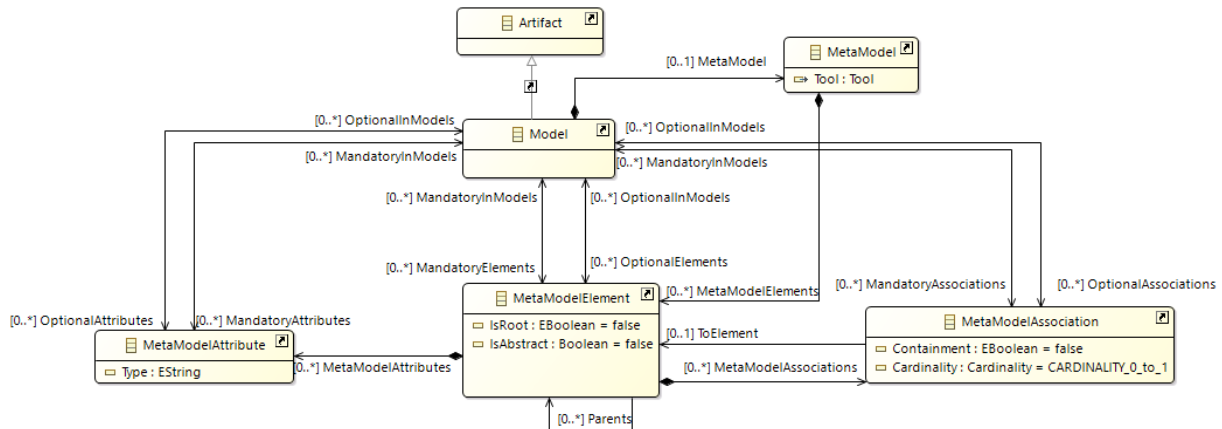 Artifact
MetaModel
Tool : Tool
[0..1] MetaModel
[0..*] OptionalInModels
Model
[0..*] OptionalInModels
[0..*] MandatoryInModels
[0..*] MandatoryInModels
[0..*] MandatoryInModels
[0..*] OptionalInModels
[0..*] MandatoryElements
[0..*] OptionalElements
[0..*] MetaModelElements
[0..*] MandatoryAssociations
[0..*] OptionalAssociations
MetaModelElement
IsRoot : EBoolean = false
IsAbstract : Boolean = false
[0..*] OptionalAttributes
[0..*] MandatoryAttributes
MetaModelAttribute
Type : EString
[0..*] MetaModelAttributes
[0..1] ToElement
[0..*] MetaModelAssociations
MetaModelAssociation
Containment : EBoolean = false
Cardinality : Cardinality = CARDINALITY_0_to_1
[0..*] Parents